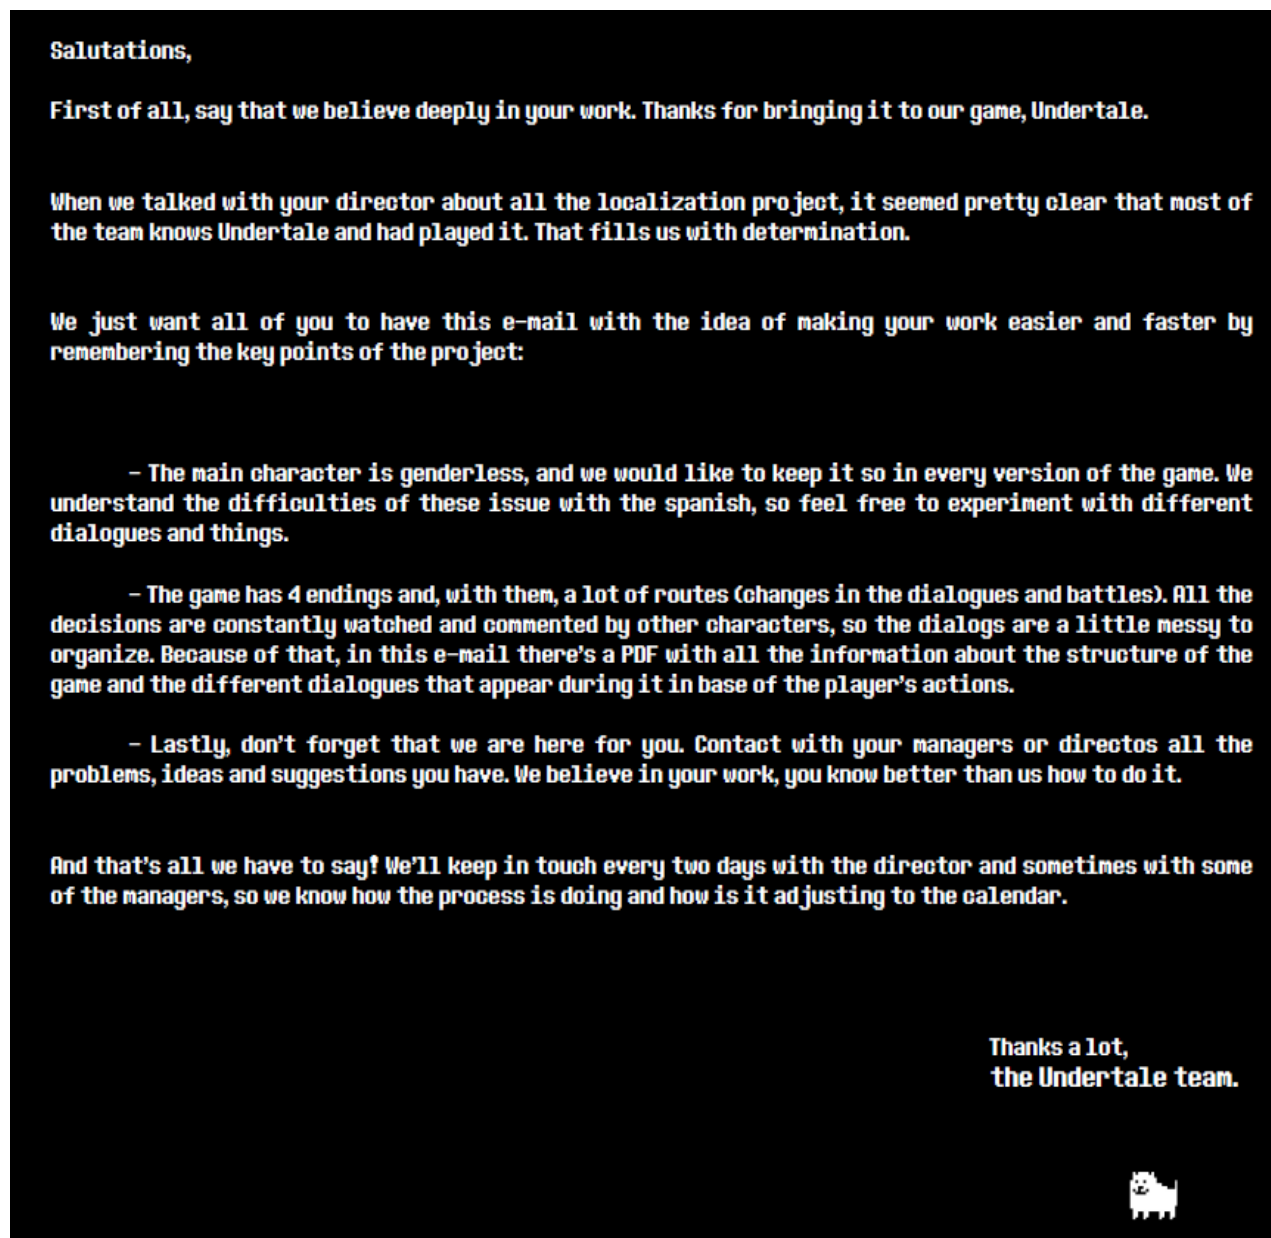 Salutations,
First of all, say that we believe deeply in your work. Thanks for bringing it to our game, Undertale.
When we talked with your director about all the localization project, it seemed pretty clear that most of
the team knows Undertale and had played it. That fills us with determination.
We just want all of you to have this e-mail with the idea of making your work easier and faster by
remembering the key points of the project:
- The main character is genderless, and we would like to keep it so in every version of the game. We
understand the difficulties of these issue with the spanish, so feel free to experiment with different
dialogues and things.
- The game has 4 endings and, with them, a lot of routes (changes in the dialogues and battles). All the
decisions are constantly watched and commented by other characters, so the dialogs are a little messy to
organize. Because of that, in this e-mail there's a PDF with all the information about the structure of the
game and the different dialogues that appear during it in base of the player's actions.
- Lastly, don't forget that we are here for you. Contact with your managers or directos all the
problems, ideas and suggestions you have. We believe in your work, you know better than us how to do it.
And that's all we have to say! We'll keep in touch every two days with the director and sometimes with some
of the managers, so we know how the process is doing and how is it adjusting to the calendar.
Thanks a lot,
the Undertale team.